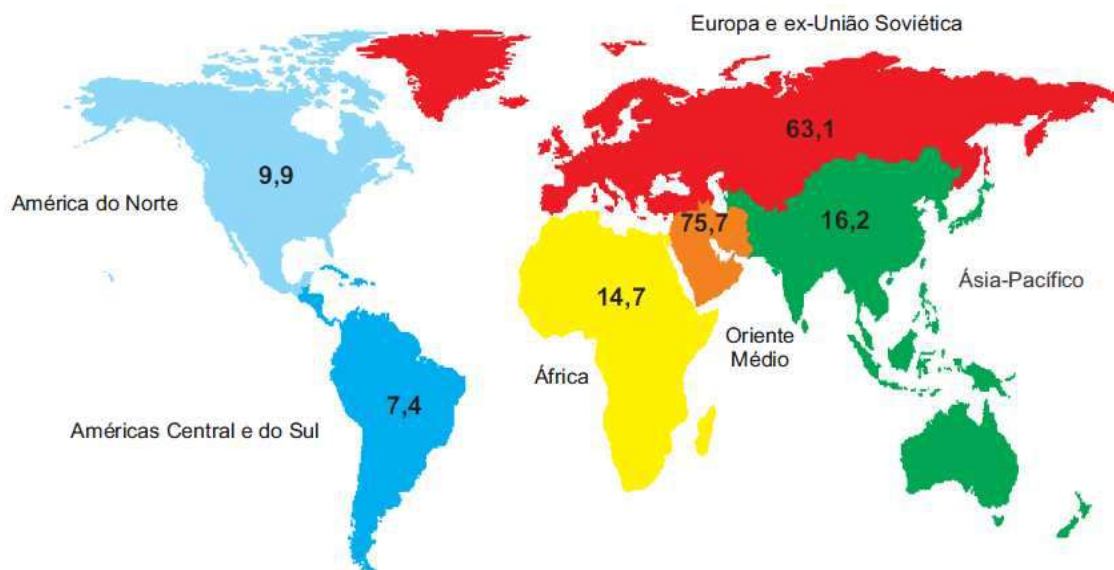 Europa e ex-União Soviética
63,1
9,9
América do Norte
75,7
16,2
Ásia-Pacífico
14,7
Oriente
Médio
África
7,4
Américas Central e do Sul